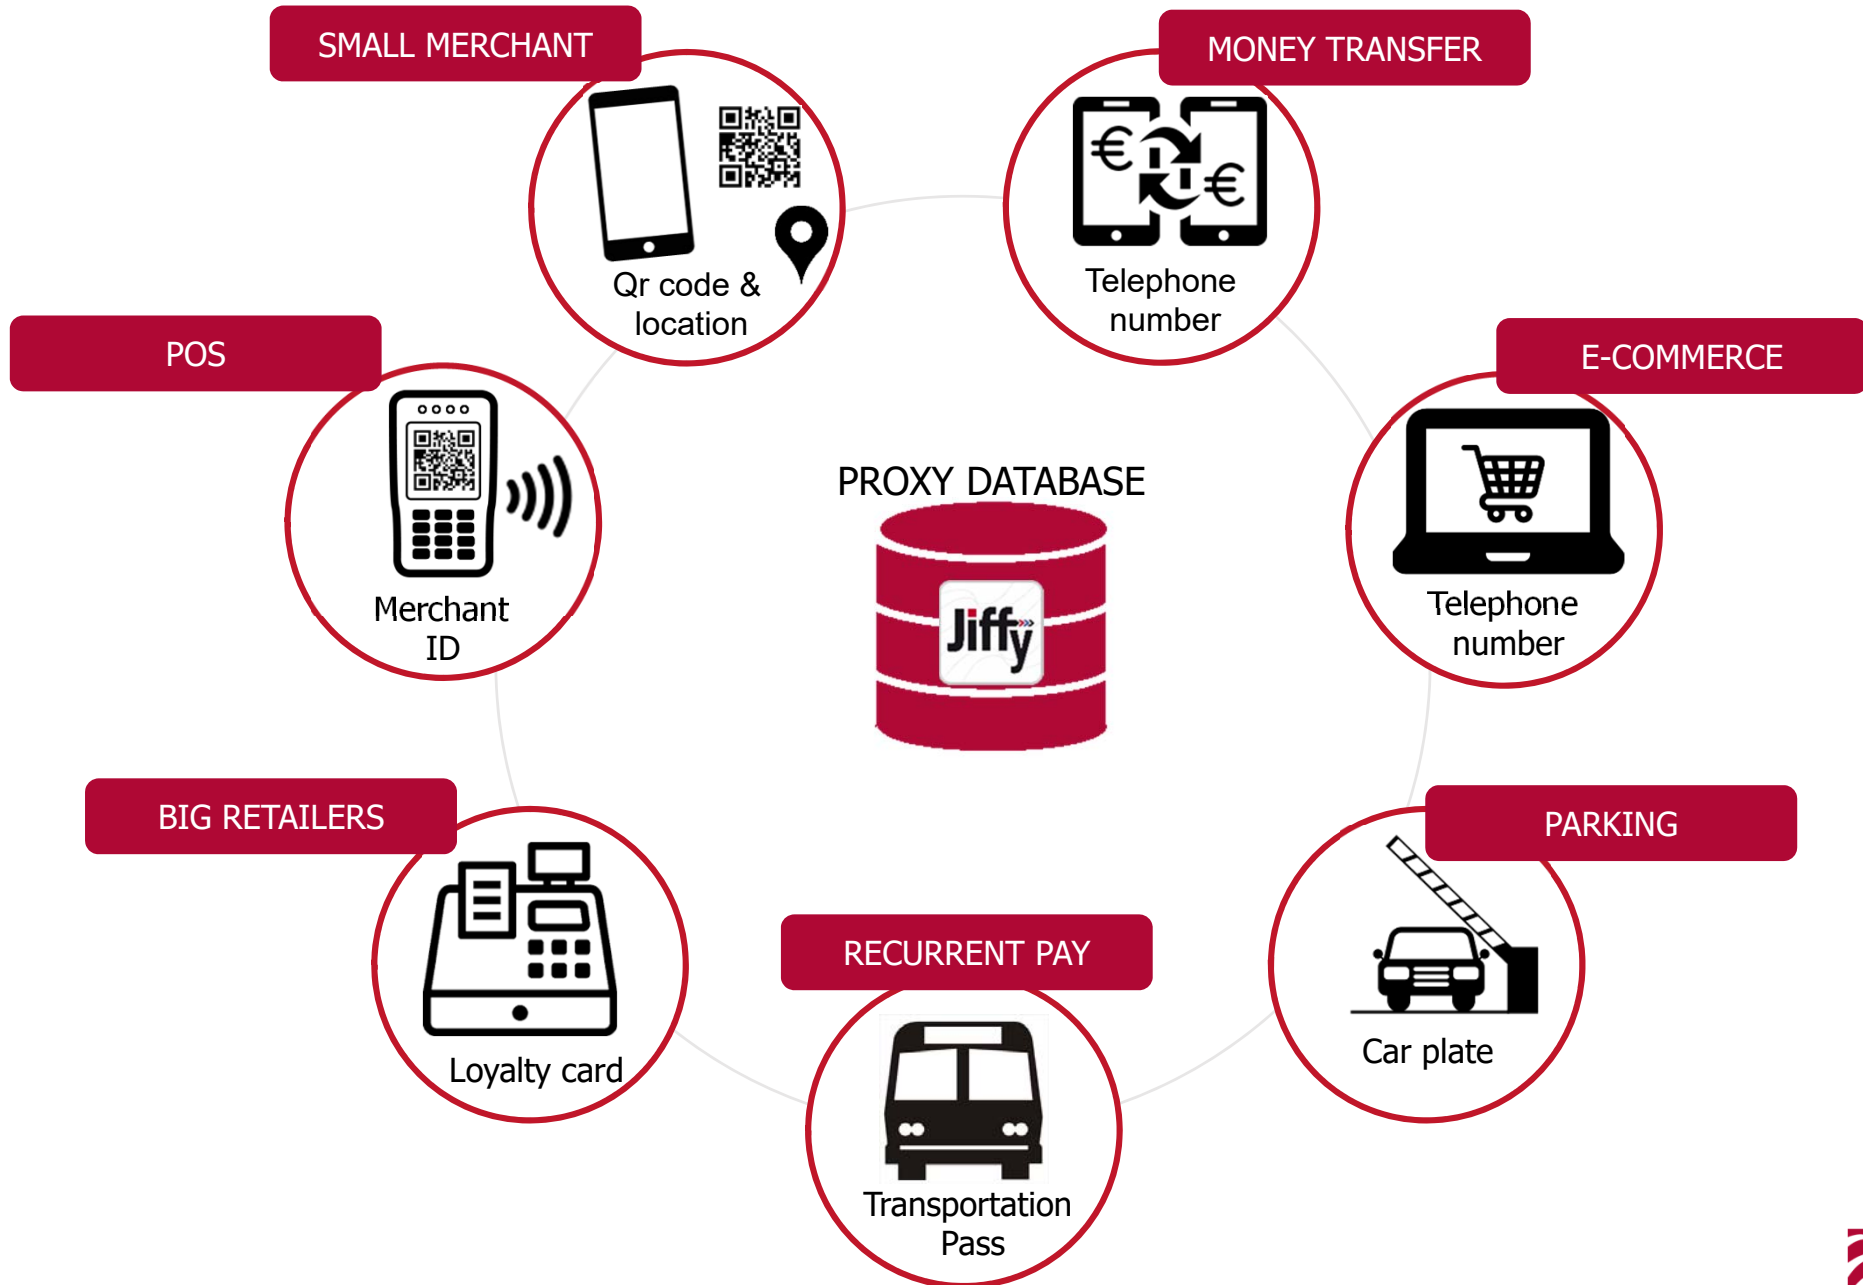 SMALL MERCHANT
MONEY TRANSFER
Qr code &
location
Telephone
number
POS
E-COMMERCE
PROXY DATABASE
Jiffy
Merchant
ID
Telephone
number
BIG RETAILERS
PARKING
Loyalty card
RECURRENT PAY
Car plate
Transportation
Pass